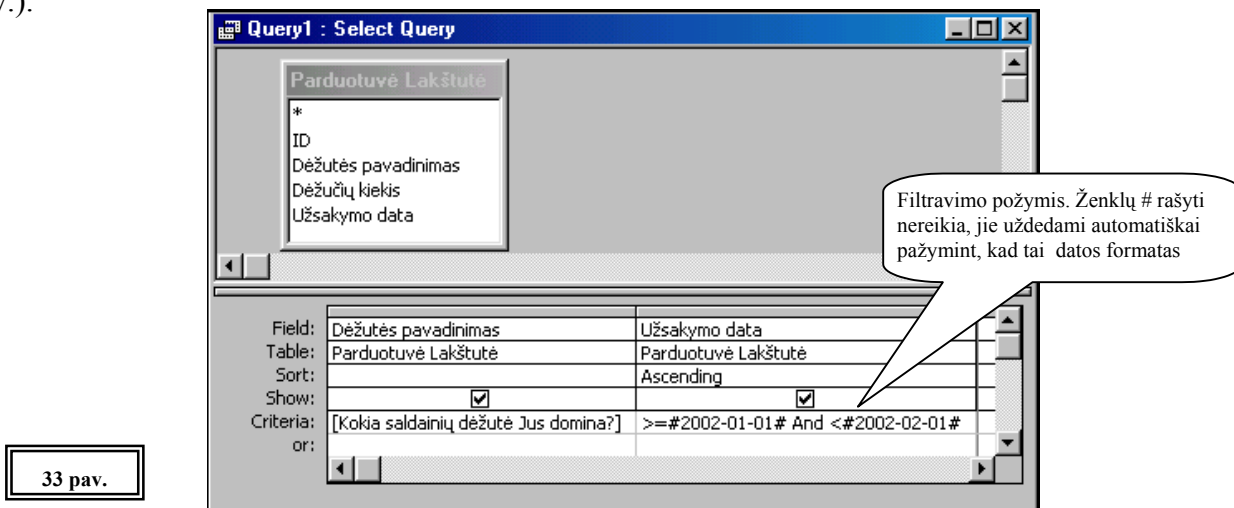 7.).
Query1 : Select Query
Parduotuvė Lakštutė
*
ID
Dėžutės pavadinimas
Dėžučių kiekis
Užsakymo data
Filtravimo požymis. Ženklų # rašyti
nereikia, jie uždedami automatiškai
pažymint, kad tai datos formatas
Field: Dėžutės pavadinimas Užsakymo data
Table: Parduotuvė Lakštutė Parduotuvė Lakštutė
Sort: Ascending
Show:
Criteria: [Kokia saldainių dėžutė Jus domina?] >=#2002-01-01# And <#2002-02-01#
or:
33 pav.